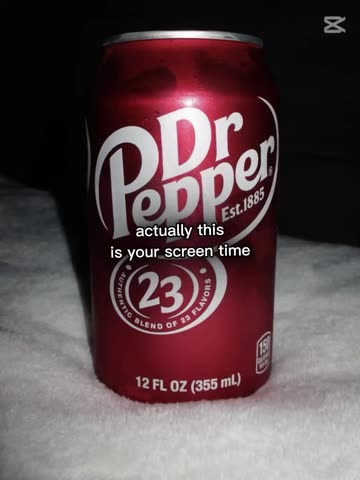 Dr
Pepper®
Est.1885
actually this
is your screen time
23
AUTHENTIC BLEND OF 23 FLAVORS
150
12 FL OZ (355 mL)